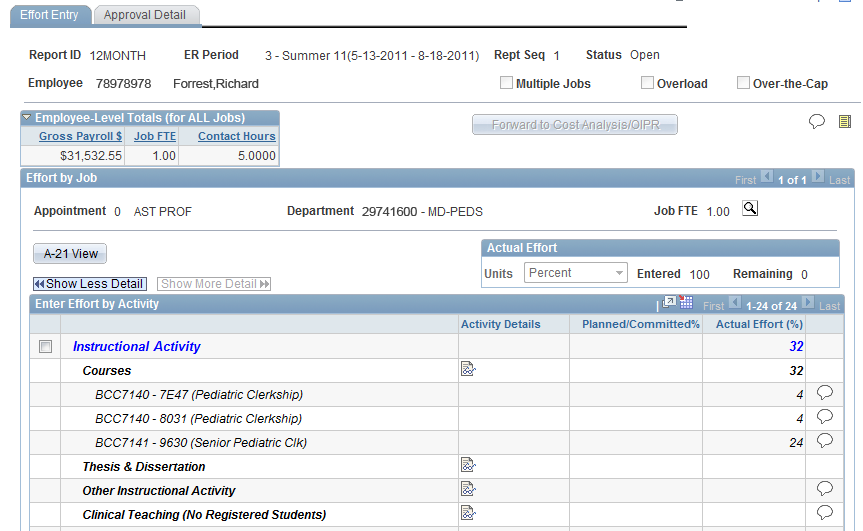 Effort Entry Approval Detail
Report ID 12MONTH ER Period 3 - Summer 11(5-13-2011 - 8-18-2011) Rept Seq 1 Status Open
Employee 78978978 Forrest,Richard Multiple Jobs Overload Over-the-Cap
Employee-Level Totals (for ALL Jobs)
Gross Payroll $ Job FTE Contact Hours Forward to Cost Analysis/OIPR
$31,532.55 1.00 5.0000
Effort by Job First 1 of 1 Last
Appointment 0 AST PROF Department 29741600 - MD-PEDS Job FTE 1.00
A-21 View Actual Effort
Units Percent Entered 100 Remaining 0
Show Less Detail Show More Detail
Enter Effort by Activity | First 1-24 of 24 Last
Activity Details Planned/Committed% Actual Effort (%)
Instructional Activity 32
Courses 32
BCC7140 - 7E47 (Pediatric Clerkship) 4
BCC7140 - 8031 (Pediatric Clerkship) 4
BCC7141 - 9630 (Senior Pediatric Clk) 24
Thesis & Dissertation
Other Instructional Activity
Clinical Teaching (No Registered Students)